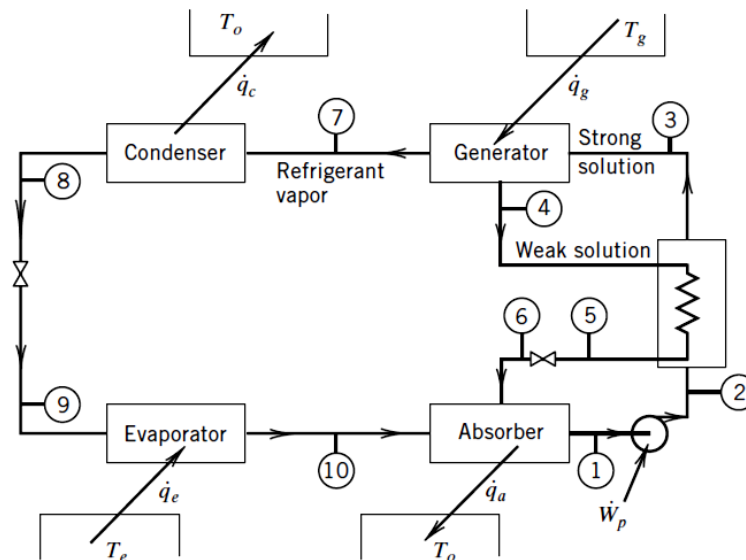 T_o
T_g
q̇_c
q̇_g
7
3
Condenser
Generator
Strong
solution
Refrigerant
vapor
8
4
Weak solution
6
5
9
2
Evaporator
Absorber
10
1
q̇_e
q̇_a
Ẇ_p
T_e
T_o